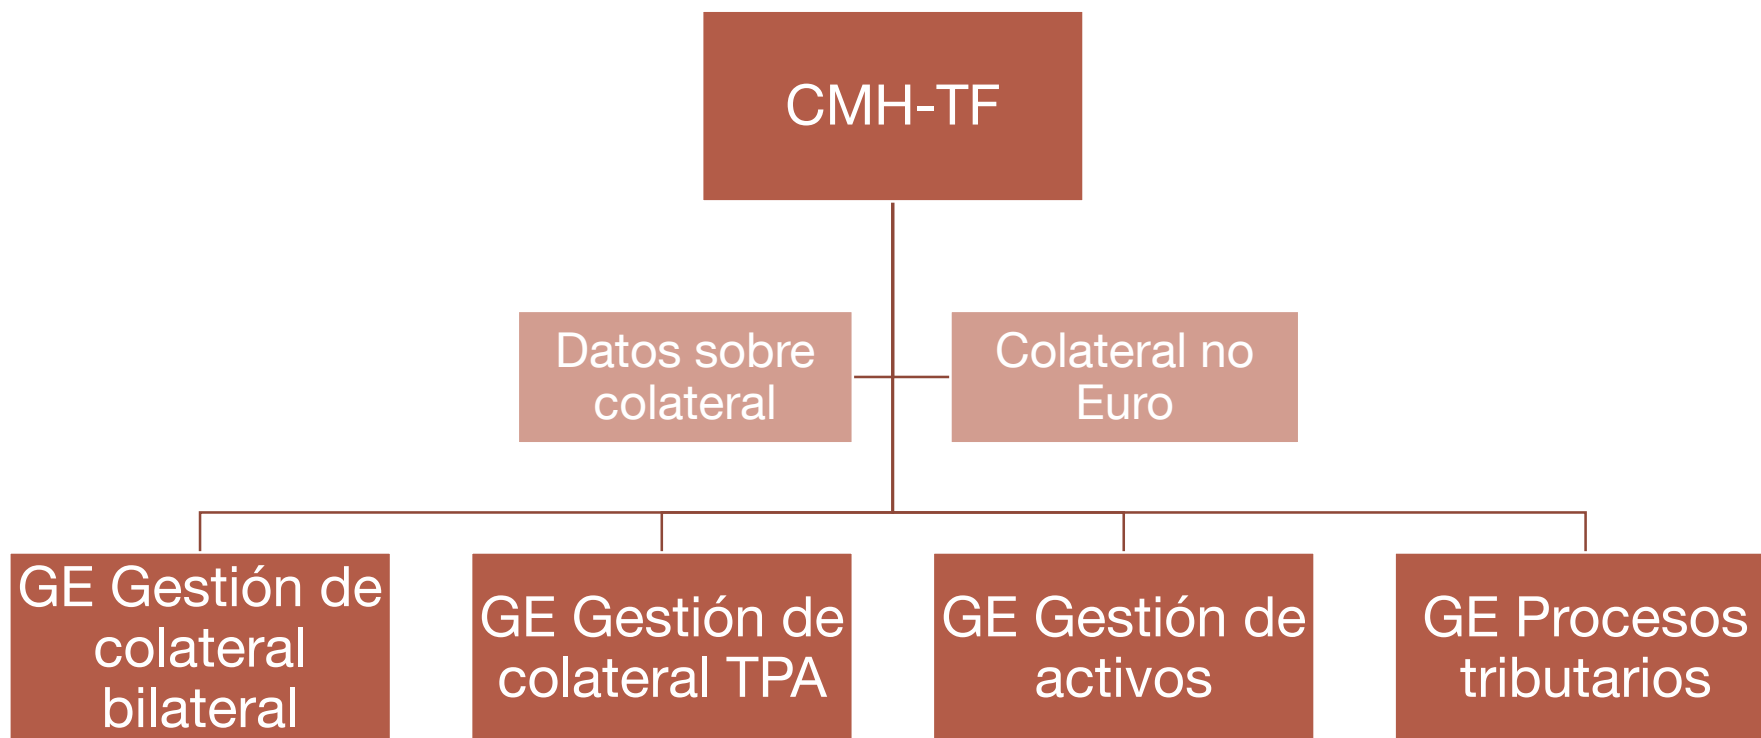 CMH-TF
Datos sobre
colateral
Colateral no
Euro
GE Gestión de
colateral
bilateral
GE Gestión de
colateral TPA
GE Gestión de
activos
GE Procesos
tributarios